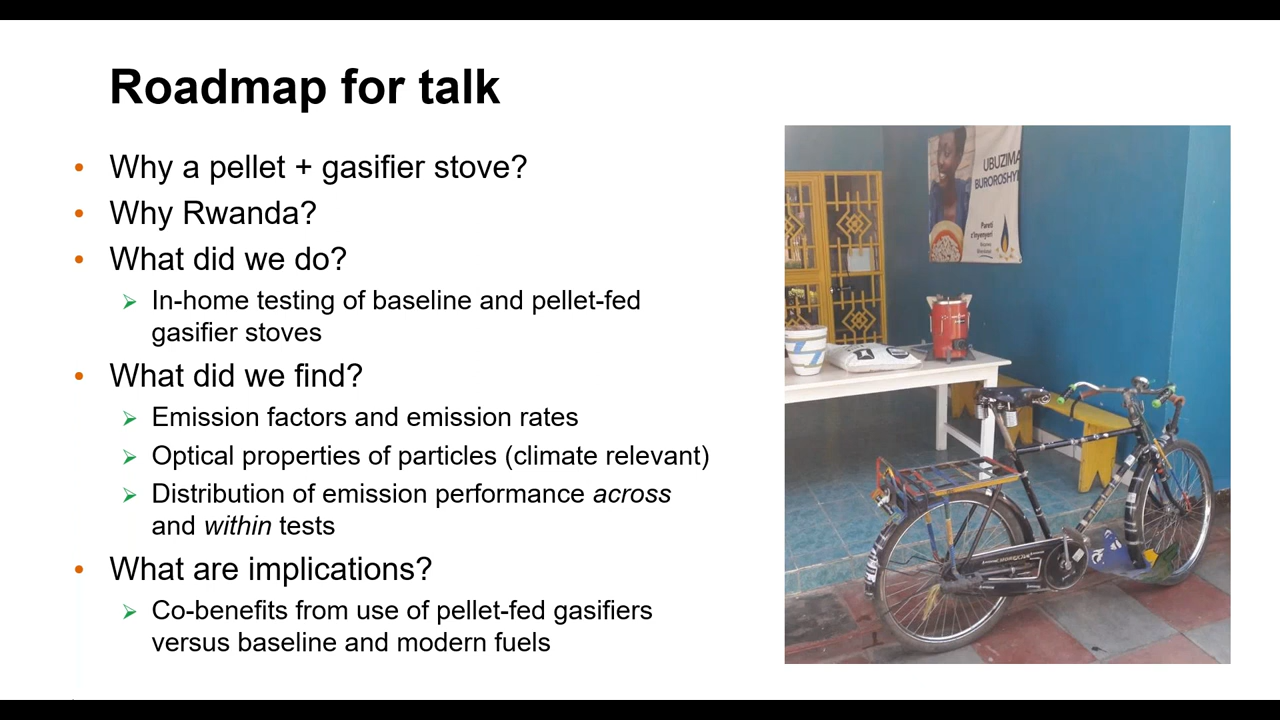 Roadmap for talk
Why a pellet + gasifier stove?
Why Rwanda?
What did we do?
In-home testing of baseline and pellet-fed
gasifier stoves
What did we find?
Emission factors and emission rates
Optical properties of particles (climate relevant)
Distribution of emission performance across
and within tests
What are implications?
Co-benefits from use of pellet-fed gasifiers
versus baseline and modern fuels
UBUZIMA
BUROROSHYE